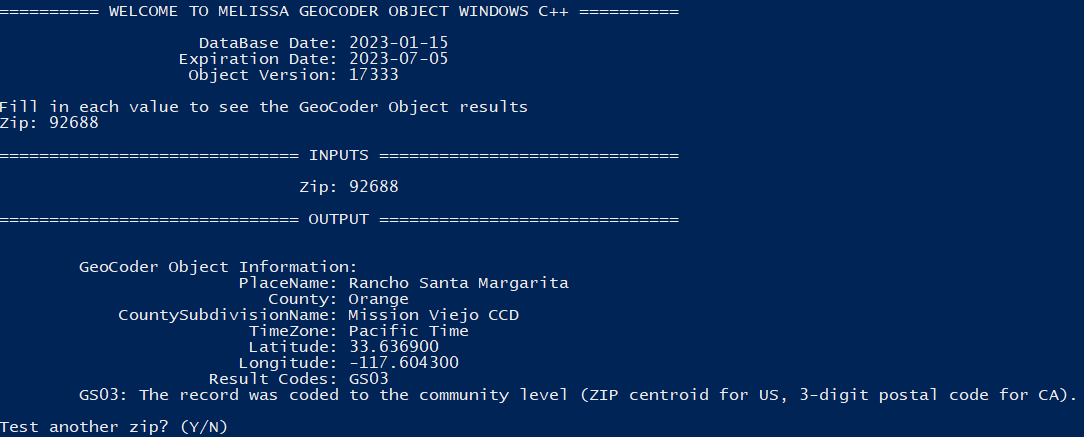 ========== WELCOME TO MELISSA GEOCODER OBJECT WINDOWS C++ ==========
DataBase Date: 2023-01-15
Expiration Date: 2023-07-05
Object Version: 17333
Fill in each value to see the GeoCoder Object results
Zip: 92688
============================== INPUTS ==============================
Zip: 92688
============================== OUTPUT ==============================
GeoCoder Object Information:
PlaceName: Rancho Santa Margarita
County: Orange
CountySubdivisionName: Mission Viejo CCD
TimeZone: Pacific Time
Latitude: 33.636900
Longitude: -117.604300
Result Codes: GS03
GS03: The record was coded to the community level (ZIP centroid for US, 3-digit postal code for CA).
Test another zip? (Y/N)